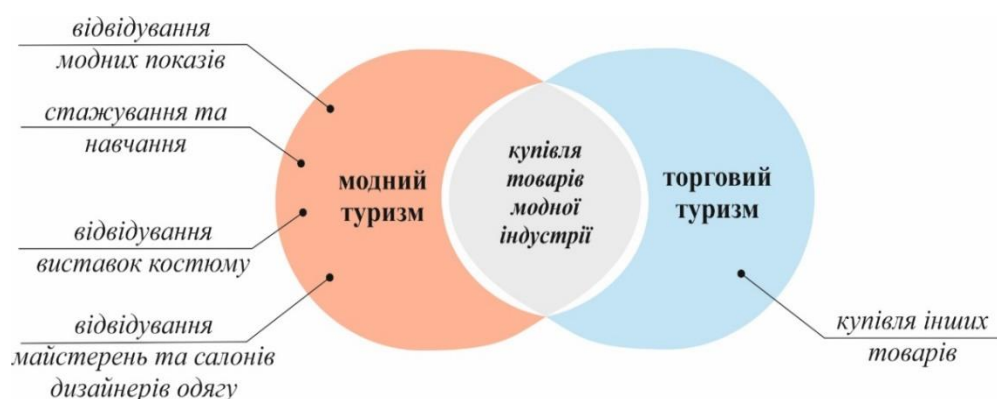 відвідування
модних показів
стажування та
навчання
відвідування
виставок костюму
відвідування
майстерень та салонів
дизайнерів одягу
модний
туризм
купівля
товарів
модної
індустрії
торговий
туризм
купівля інших
товарів